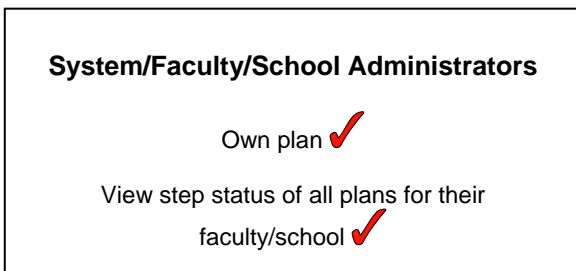 System/Faculty/School Administrators
Own plan
View step status of all plans for their
faculty/school